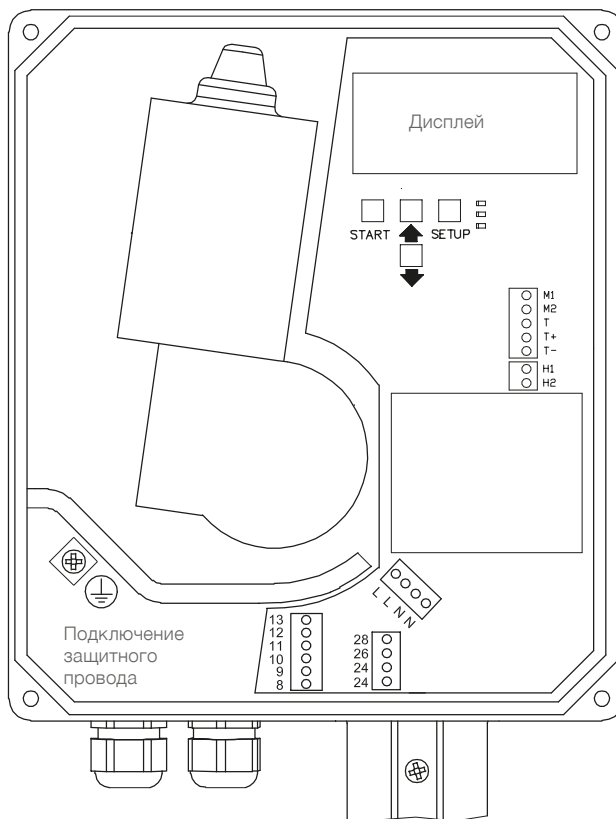 Дисплей
START
SETUP
M1
M2
T
T+
T-
H1
H2
L L N N
13
12
11
10
9
8
28
26
24
24
Подключение
защитного
провода